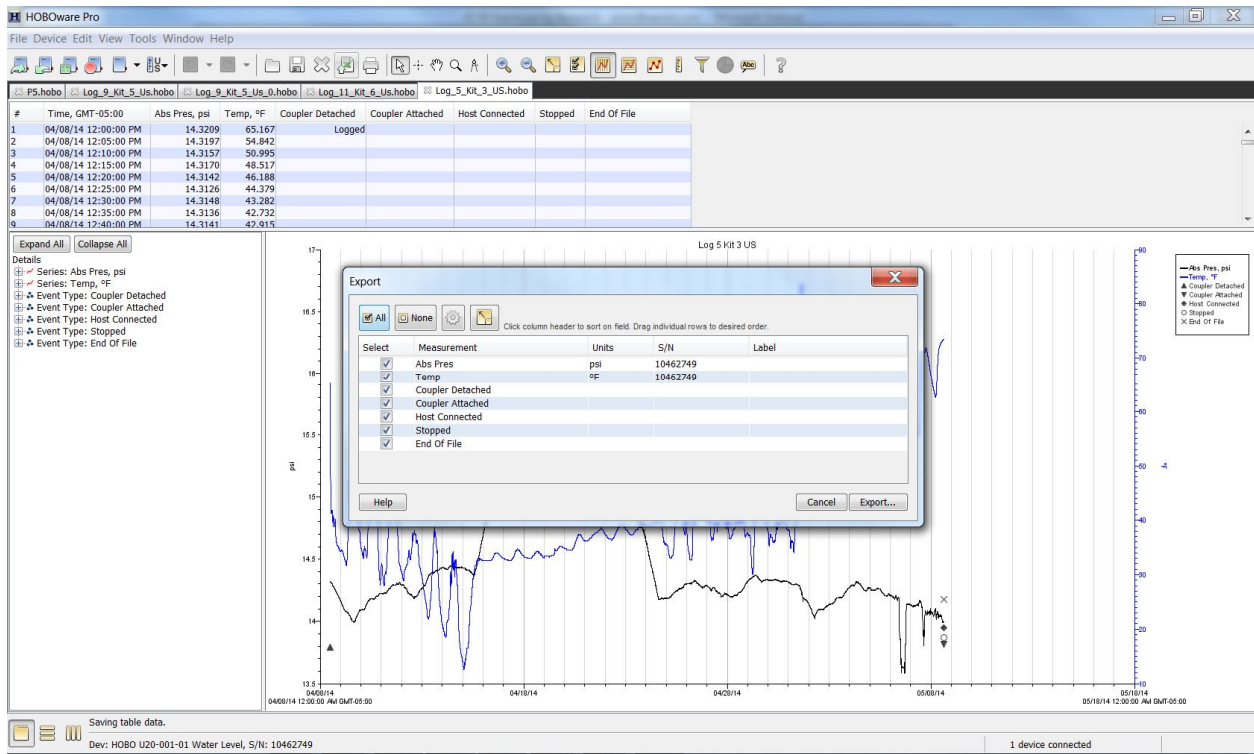 HOBOware Pro
File Device Edit View Tools Window Help
Abc
P5.hobo Log_9_Kit_5_Us.hobo Log_9_Kit_5_Us_0.hobo Log_11_Kit_6_Us.hobo Log_5_Kit_3_US.hobo
# Time, GMT-05:00 Abs Pres, psi Temp, °F Coupler Detached Coupler Attached Host Connected Stopped End Of File
1 04/08/14 12:00:00 PM 14.3209 65.167 Logged
2 04/08/14 12:05:00 PM 14.3197 54.842
3 04/08/14 12:10:00 PM 14.3157 50.995
4 04/08/14 12:15:00 PM 14.3170 48.517
5 04/08/14 12:20:00 PM 14.3142 46.188
6 04/08/14 12:25:00 PM 14.3126 44.379
7 04/08/14 12:30:00 PM 14.3148 43.282
8 04/08/14 12:35:00 PM 14.3136 42.732
9 04/08/14 12:40:00 PM 14.3141 42.915
Expand All Collapse All
Details
Series: Abs Pres, psi
Series: Temp, °F
Event Type: Coupler Detached
Event Type: Coupler Attached
Event Type: Host Connected
Event Type: Stopped
Event Type: End Of File
Log 5 Kit 3 US
17
16.5
16
15.5
15
14.5
14
13.5
psi
Export
All None Click column header to sort on field. Drag individual rows to desired order.
Select Measurement Units S/N Label
Abs Pres psi 10462749
Temp °F 10462749
Coupler Detached
Coupler Attached
Host Connected
Stopped
End Of File
Help Cancel Export...
90
80
70
60
50
40
30
20
10
°F
Abs Pres, psi
Temp, °F
Coupler Detached
Coupler Attached
Host Connected
Stopped
End Of File
04/08/14 04/18/14 04/28/14 05/08/14 05/18/14
04/08/14 12:00:00 AM GMT-05:00 05/18/14 12:00:00 AM GMT-05:00
Saving table data.
Dev: HOBO U20-001-01 Water Level, S/N: 10462749 1 device connected